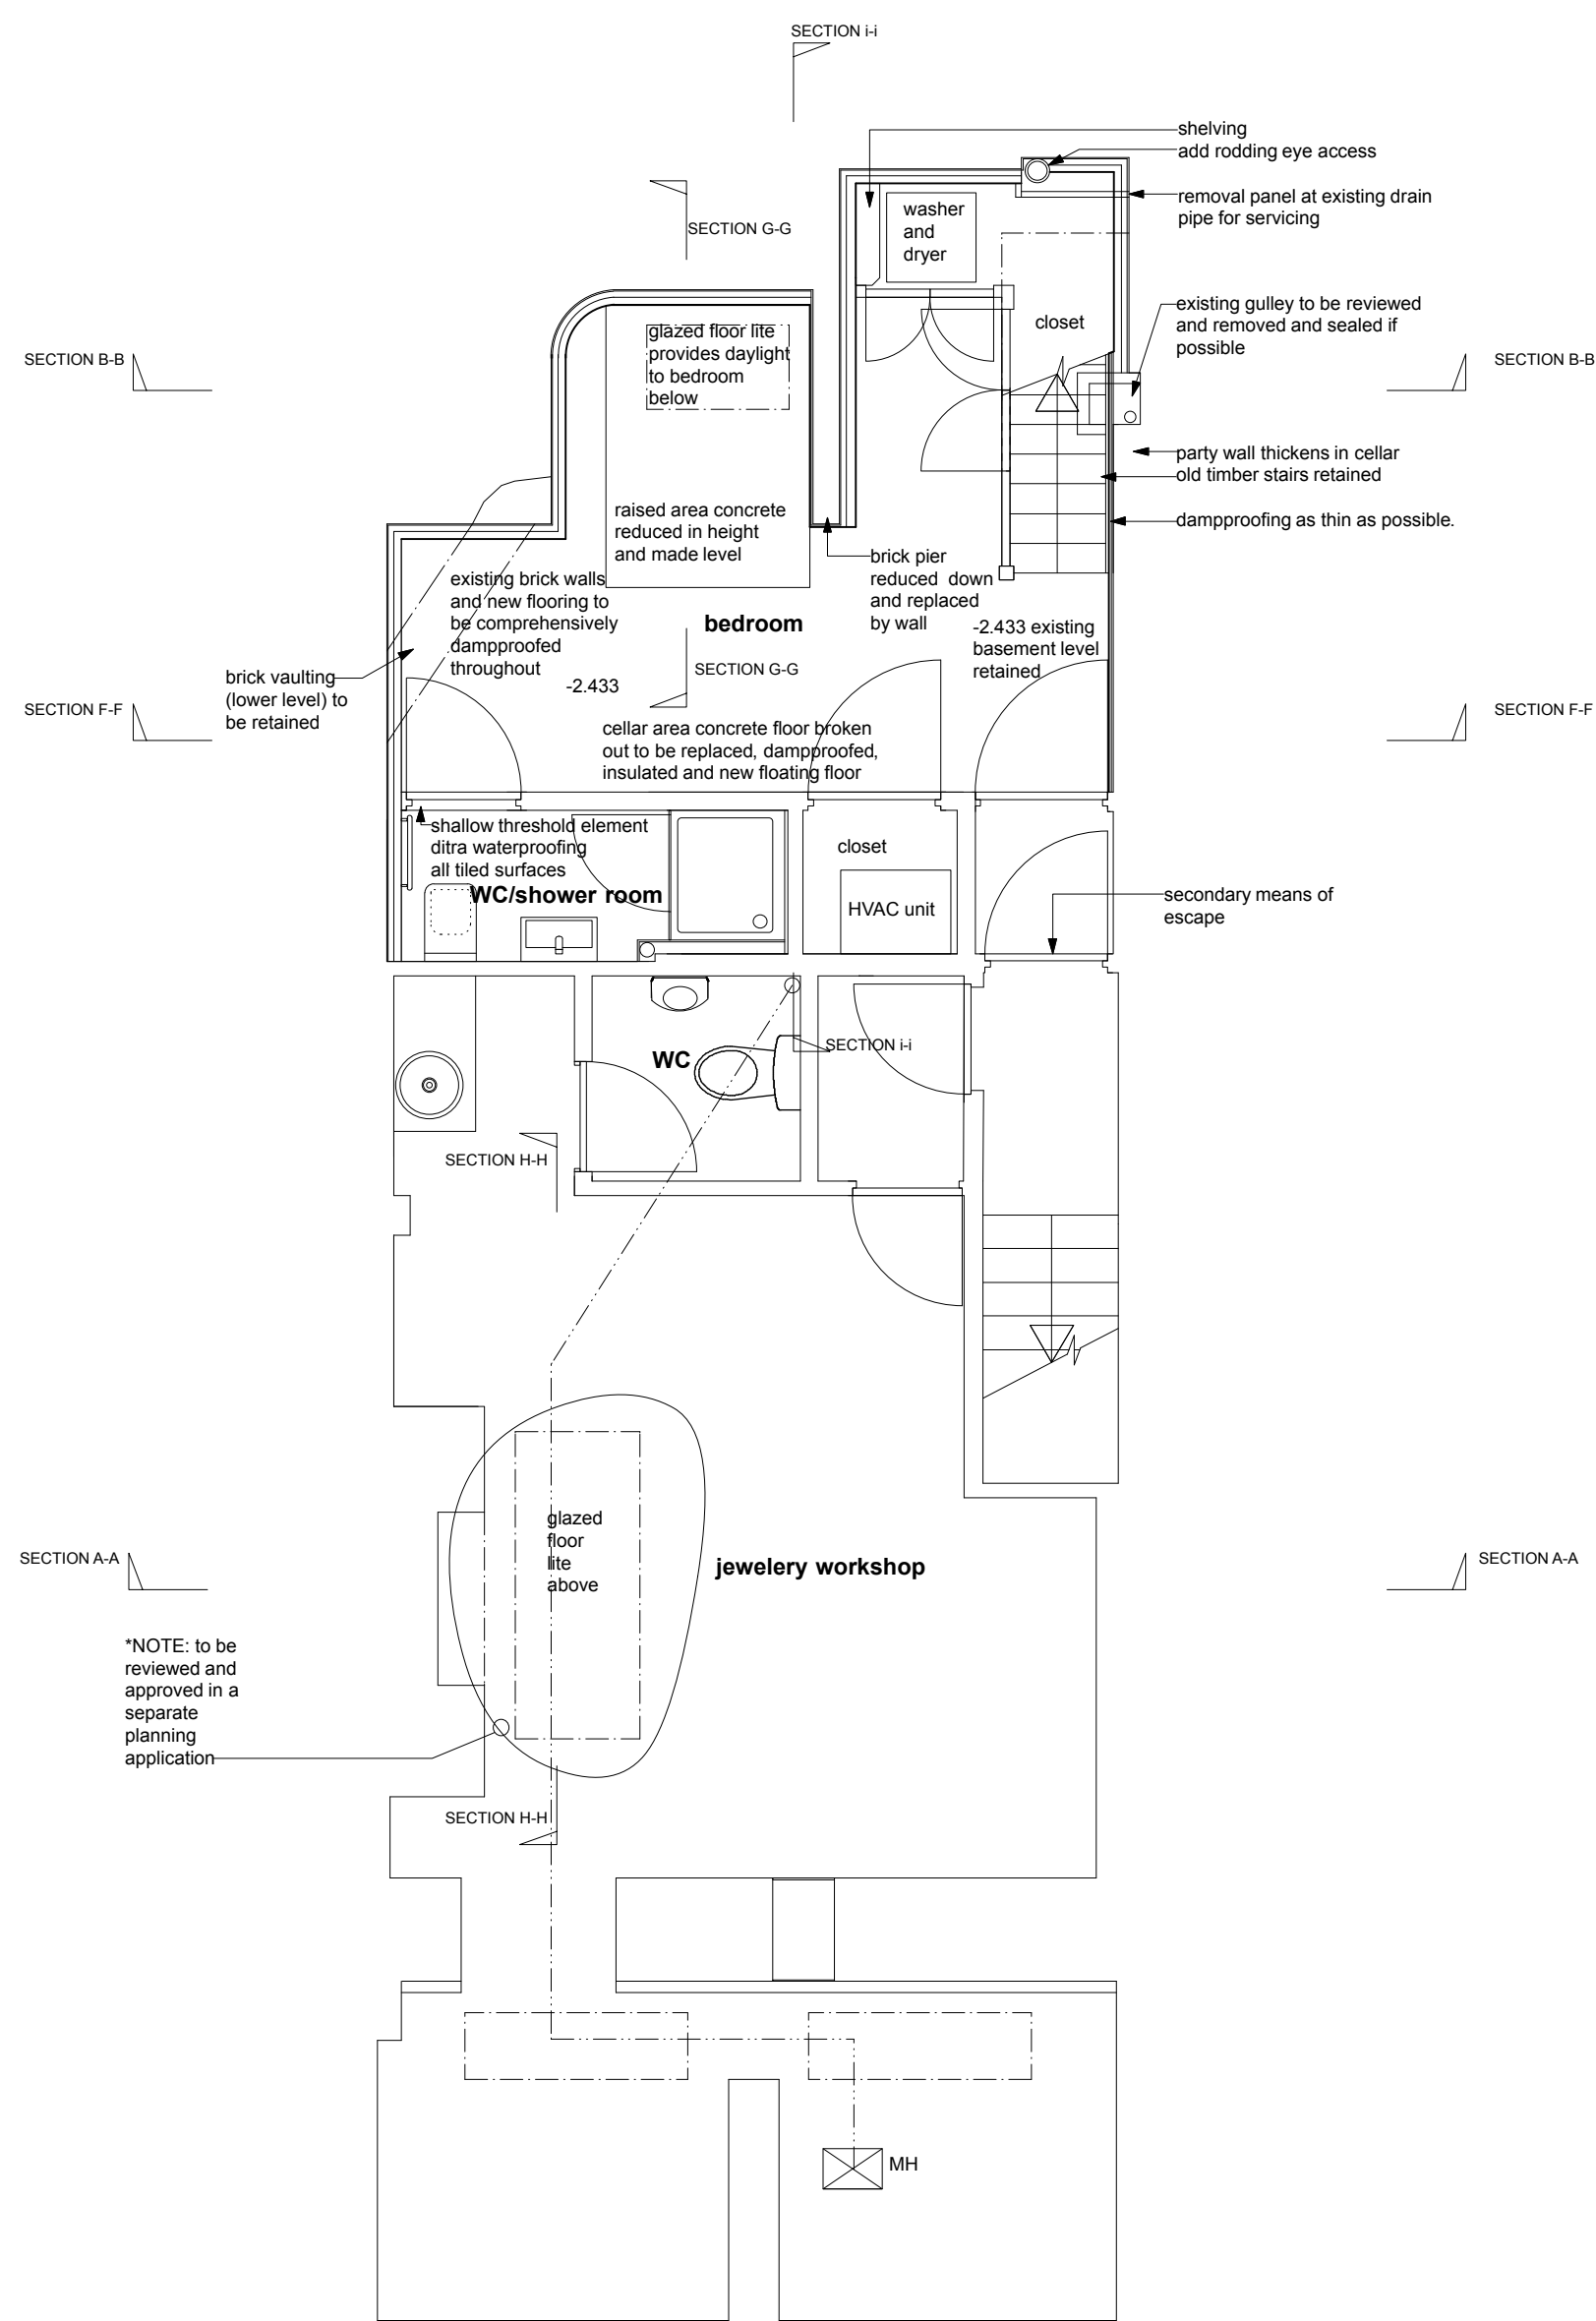 SECTION i-i
shelving
add rodding eye access
removal panel at existing drain
pipe for servicing
washer
and
dryer
SECTION G-G
existing gulley to be reviewed
and removed and sealed if
possible
closet
glazed floor lite
provides daylight
to bedroom
below
SECTION B-B
SECTION B-B
party wall thickens in cellar
old timber stairs retained
dampproofing as thin as possible.
raised area concrete
reduced in height
and made level
brick pier
reduced down
and replaced
by wall
existing brick walls
and new flooring to
be comprehensively
dampproofed
throughout
bedroom
-2.433 existing
basement level
retained
SECTION G-G
-2.433
brick vaulting
(lower level) to
be retained
SECTION F-F
SECTION F-F
cellar area concrete floor broken
out to be replaced, dampproofed,
insulated and new floating floor
shallow threshold element
ditra waterproofing
all tiled surfaces
WC/shower room
closet
HVAC unit
secondary means of
escape
WC
SECTION i-i
SECTION H-H
glazed
floor
lite
above
jewelery workshop
SECTION A-A
SECTION A-A
*NOTE: to be
reviewed and
approved in a
separate
planning
application
SECTION H-H
MH